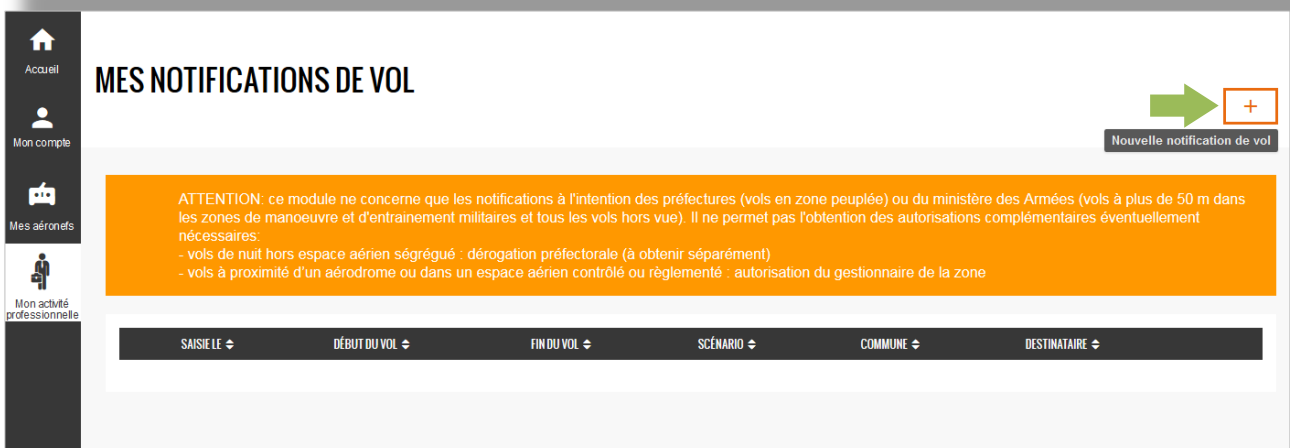 Accueil
MES NOTIFICATIONS DE VOL
Mon compte
+
Nouvelle notification de vol
Mes aéronefs
ATTENTION: ce module ne concerne que les notifications à l'intention des préfectures (vols en zone peuplée) ou du ministère des Armées (vols à plus de 50 m dans
les zones de manoeuvre et d'entrainement militaires et tous les vols hors vue). Il ne permet pas l'obtention des autorisations complémentaires éventuellement
nécessaires:
- vols de nuit hors espace aérien ségrégué : dérogation préfectorale (à obtenir séparément)
- vols à proximité d'un aérodrome ou dans un espace aérien contrôlé ou règlementé : autorisation du gestionnaire de la zone
Mon activité
professionnelle
SAISIE LE DÉBUT DU VOL FIN DU VOL SCÉNARIO COMMUNE DESTINATAIRE